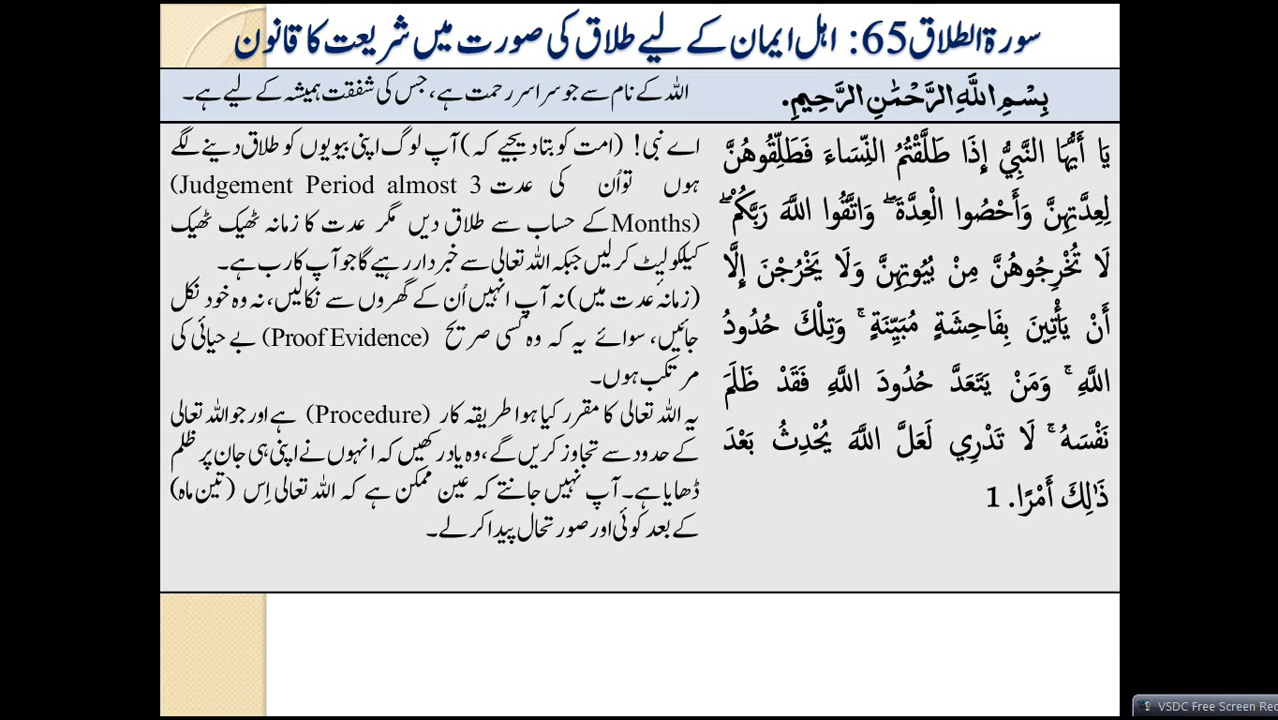 سورۃ الطلاق 65: اہل ایمان کے لیے طلاق کی صورت میں شریعت کا قانون
بِسْمِ اللَّهِ الرَّحْمَٰنِ الرَّحِيمِ.
اللہ کے نام سے جو سراسر رحمت ہے، جس کی شفقت ہمیشہ کے لیے ہے۔
يَا أَيُّهَا النَّبِيُّ إِذَا طَلَّقْتُمُ النِّسَاءَ فَطَلِّقُوهُنَّ
لِعِدَّتِهِنَّ وَأَحْصُوا الْعِدَّةَ ۖ وَاتَّقُوا اللَّهَ رَبَّكُمْ ۖ
لَا تُخْرِجُوهُنَّ مِنْ بُيُوتِهِنَّ وَلَا يَخْرُجْنَ إِلَّا
أَنْ يَأْتِينَ بِفَاحِشَةٍ مُبَيِّنَةٍ ۚ وَتِلْكَ حُدُودُ
اللَّهِ ۚ وَمَنْ يَتَعَدَّ حُدُودَ اللَّهِ فَقَدْ ظَلَمَ
نَفْسَهُ ۚ لَا تَدْرِي لَعَلَّ اللَّهَ يُحْدِثُ بَعْدَ
ذَٰلِكَ أَمْرًا. 1
اے نبی! (امت کو بتا دیجیے کہ) آپ لوگ اپنی بیویوں کو طلاق دینے لگے
ہوں تو اُن کی عدت (Judgement Period almost 3
Months) کے حساب سے طلاق دیں مگر عدت کا زمانہ ٹھیک ٹھیک
کیلکولیٹ کر لیں جبکہ اللہ تعالی سے خبردار رہیے گا جو آپ کا رب ہے۔
(زمانہ عدت میں) نہ آپ انہیں اُن کے گھروں سے نکالیں، نہ وہ خود نکل
جائیں، سوائے یہ کہ وہ کسی صریح (Proof Evidence) بے حیائی کی
مرتکب ہوں۔
یہ اللہ تعالی کا مقرر کیا ہوا طریقہ کار (Procedure) ہے اور جو اللہ تعالی
کے حدود سے تجاوز کریں گے، وہ یاد رکھیں کہ انہوں نے اپنی ہی جان پر ظلم
ڈھایا ہے۔ آپ نہیں جانتے کہ عین ممکن ہے کہ اللہ تعالی اِس (تین ماہ)
کے بعد کوئی اور صورتحال پیدا کر لے۔
VSDC Free Screen Rec